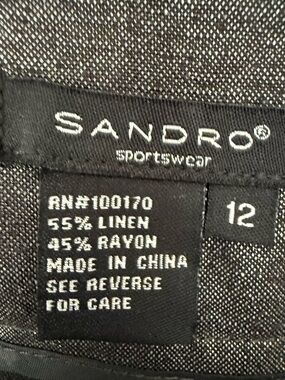 SANDRO®
sportswear
RN#100170
55% LINEN
45% RAYON
MADE IN CHINA
SEE REVERSE
FOR CARE
12